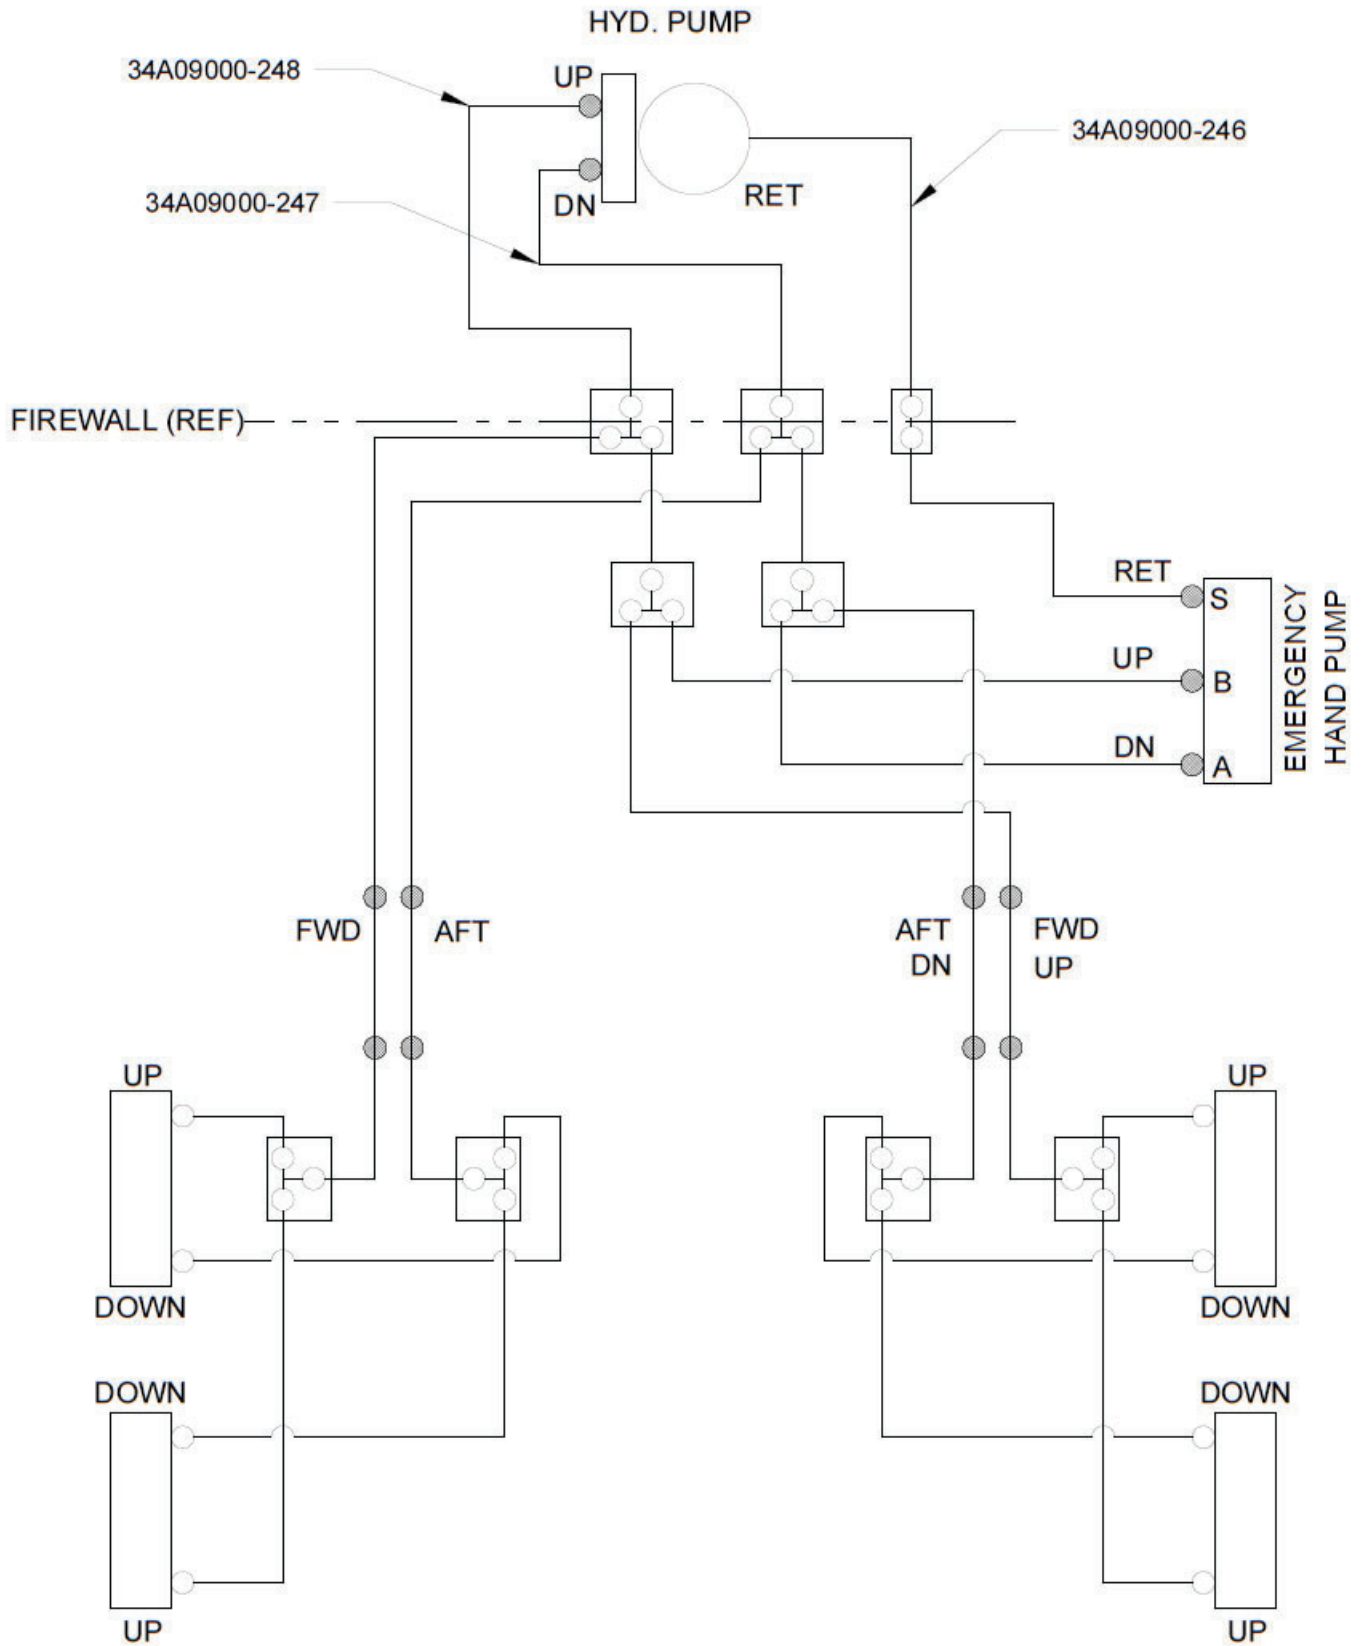 HYD. PUMP
34A09000-248
UP
34A09000-246
34A09000-247
DN
RET
FIREWALL (REF)
RET
S
UP
B
DN
A
EMERGENCY
HAND PUMP
FWD
AFT
AFT
DN
FWD
UP
UP
UP
DOWN
DOWN
DOWN
DOWN
UP
UP